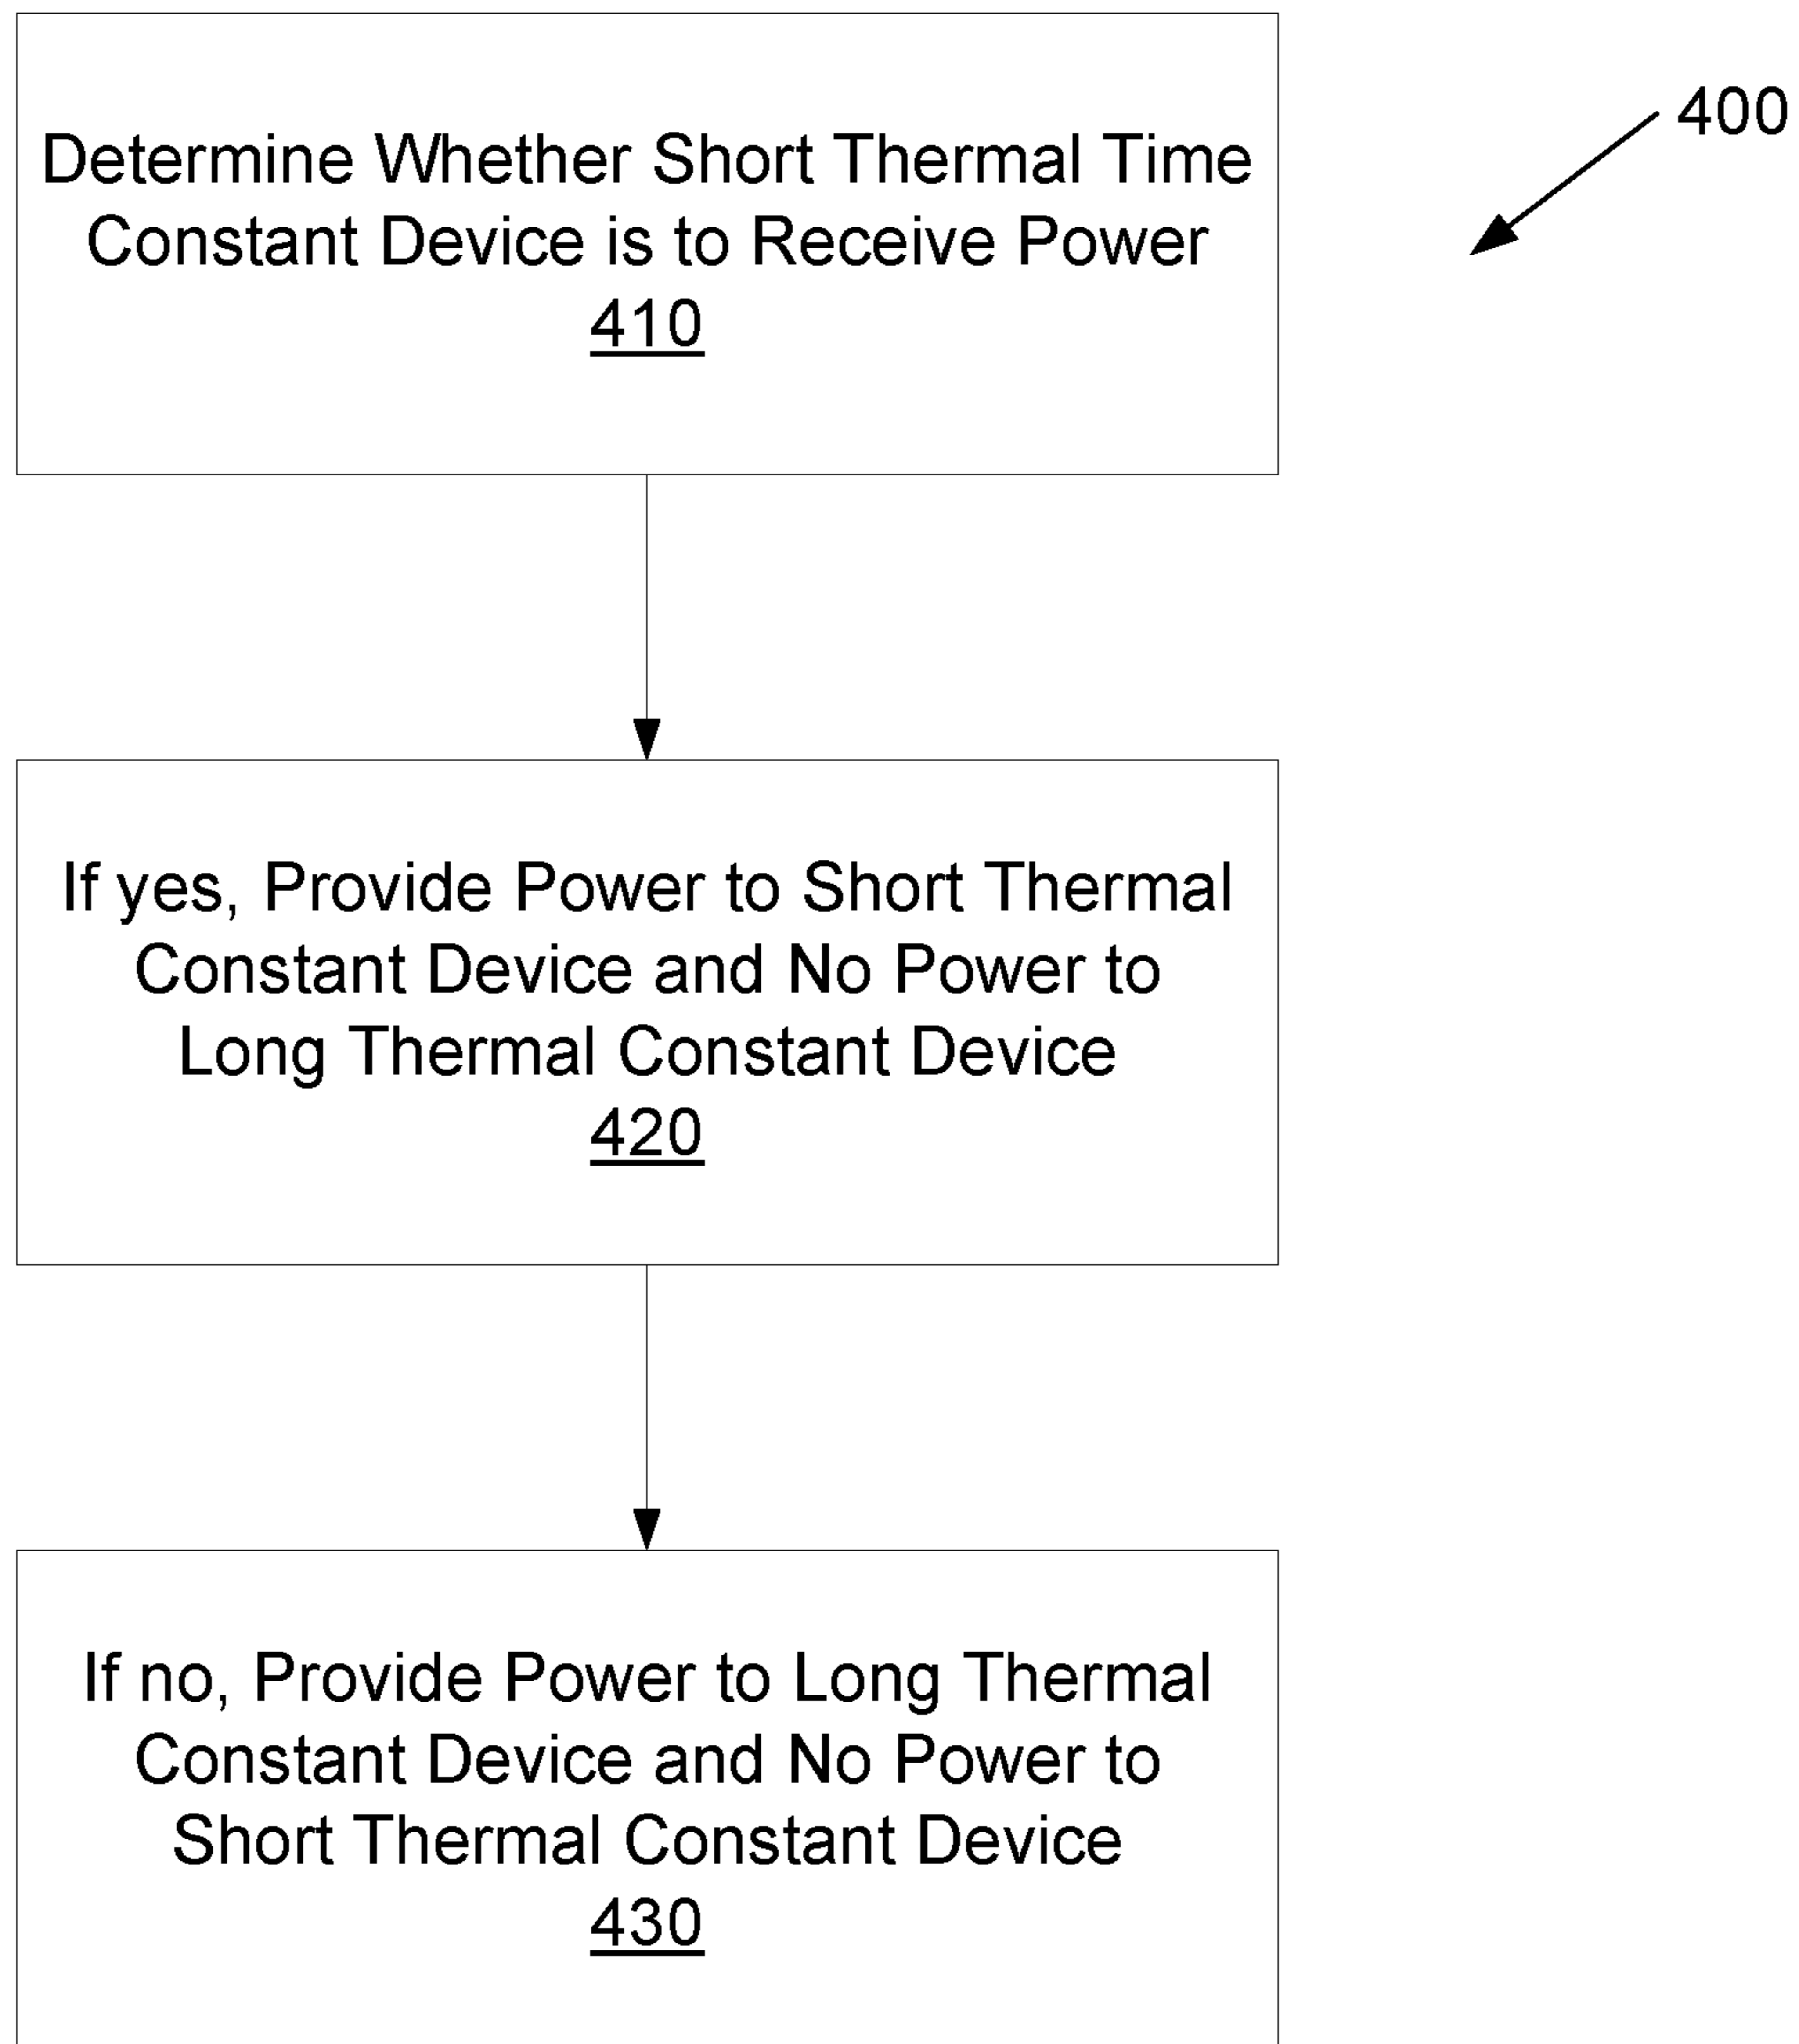 400
Determine Whether Short Thermal Time
Constant Device is to Receive Power
410
If yes, Provide Power to Short Thermal
Constant Device and No Power to
Long Thermal Constant Device
420
If no, Provide Power to Long Thermal
Constant Device and No Power to
Short Thermal Constant Device
430